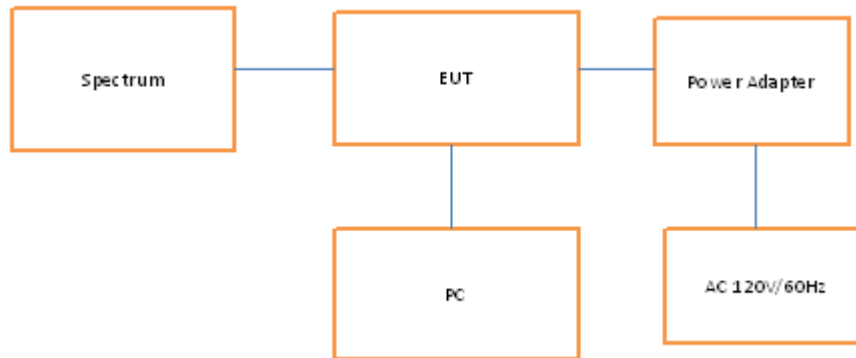 Spectrum
EUT
Power Adapter
PC
AC 120V/60Hz